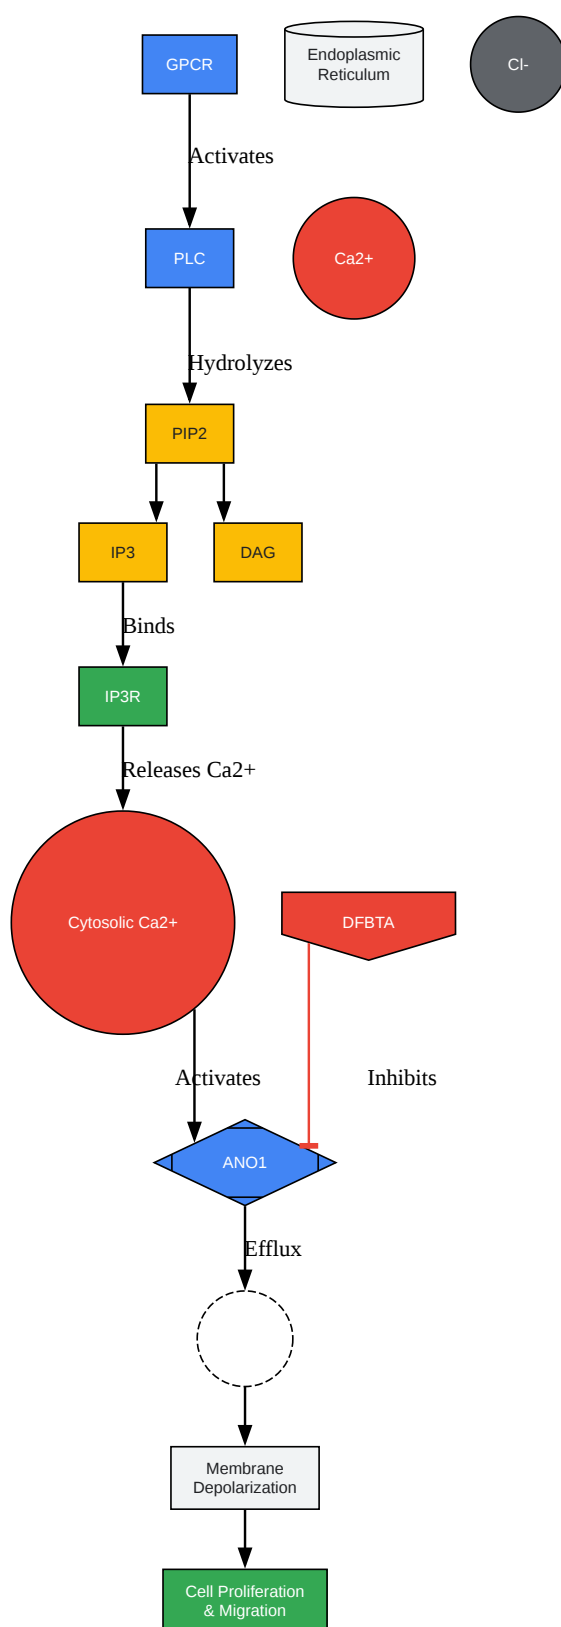 GPCR
Endoplasmic
Reticulum
Cl-
Activates
PLC
Ca2+
Hydrolyzes
PIP2
IP3
DAG
Binds
IP3R
Releases Ca2+
Cytosolic Ca2+
DFBTA
Activates
Inhibits
ANO1
Efflux
Membrane
Depolarization
Cell Proliferation
& Migration